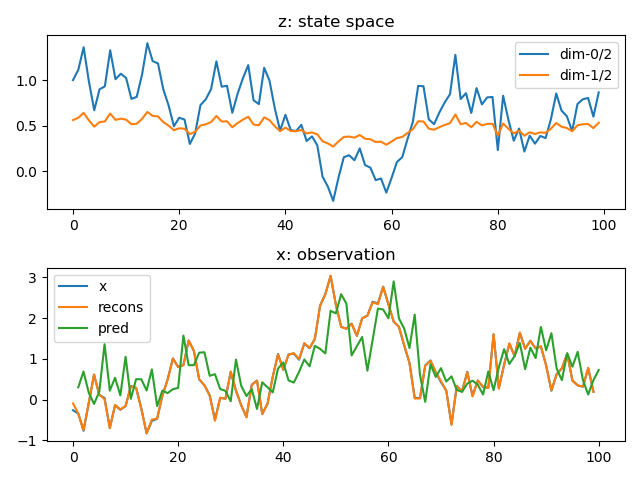 z: state space
dim-0/2
dim-1/2
1.0
0.5
0.0
0 20 40 60 80 100
x: observation
x
recons
pred
3
2
1
0
−1
0 20 40 60 80 100